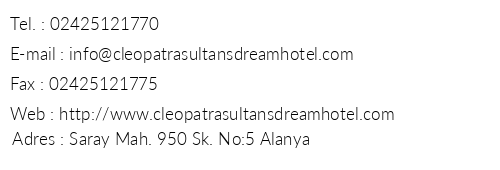 Tel. : 02425121770
E-mail : info@cleopatrasultansdreamhotel.com
Fax : 02425121775
Web : http://www.cleopatrasultansdreamhotel.com
Adres : Saray Mah. 950 Sk. No:5 Alanya